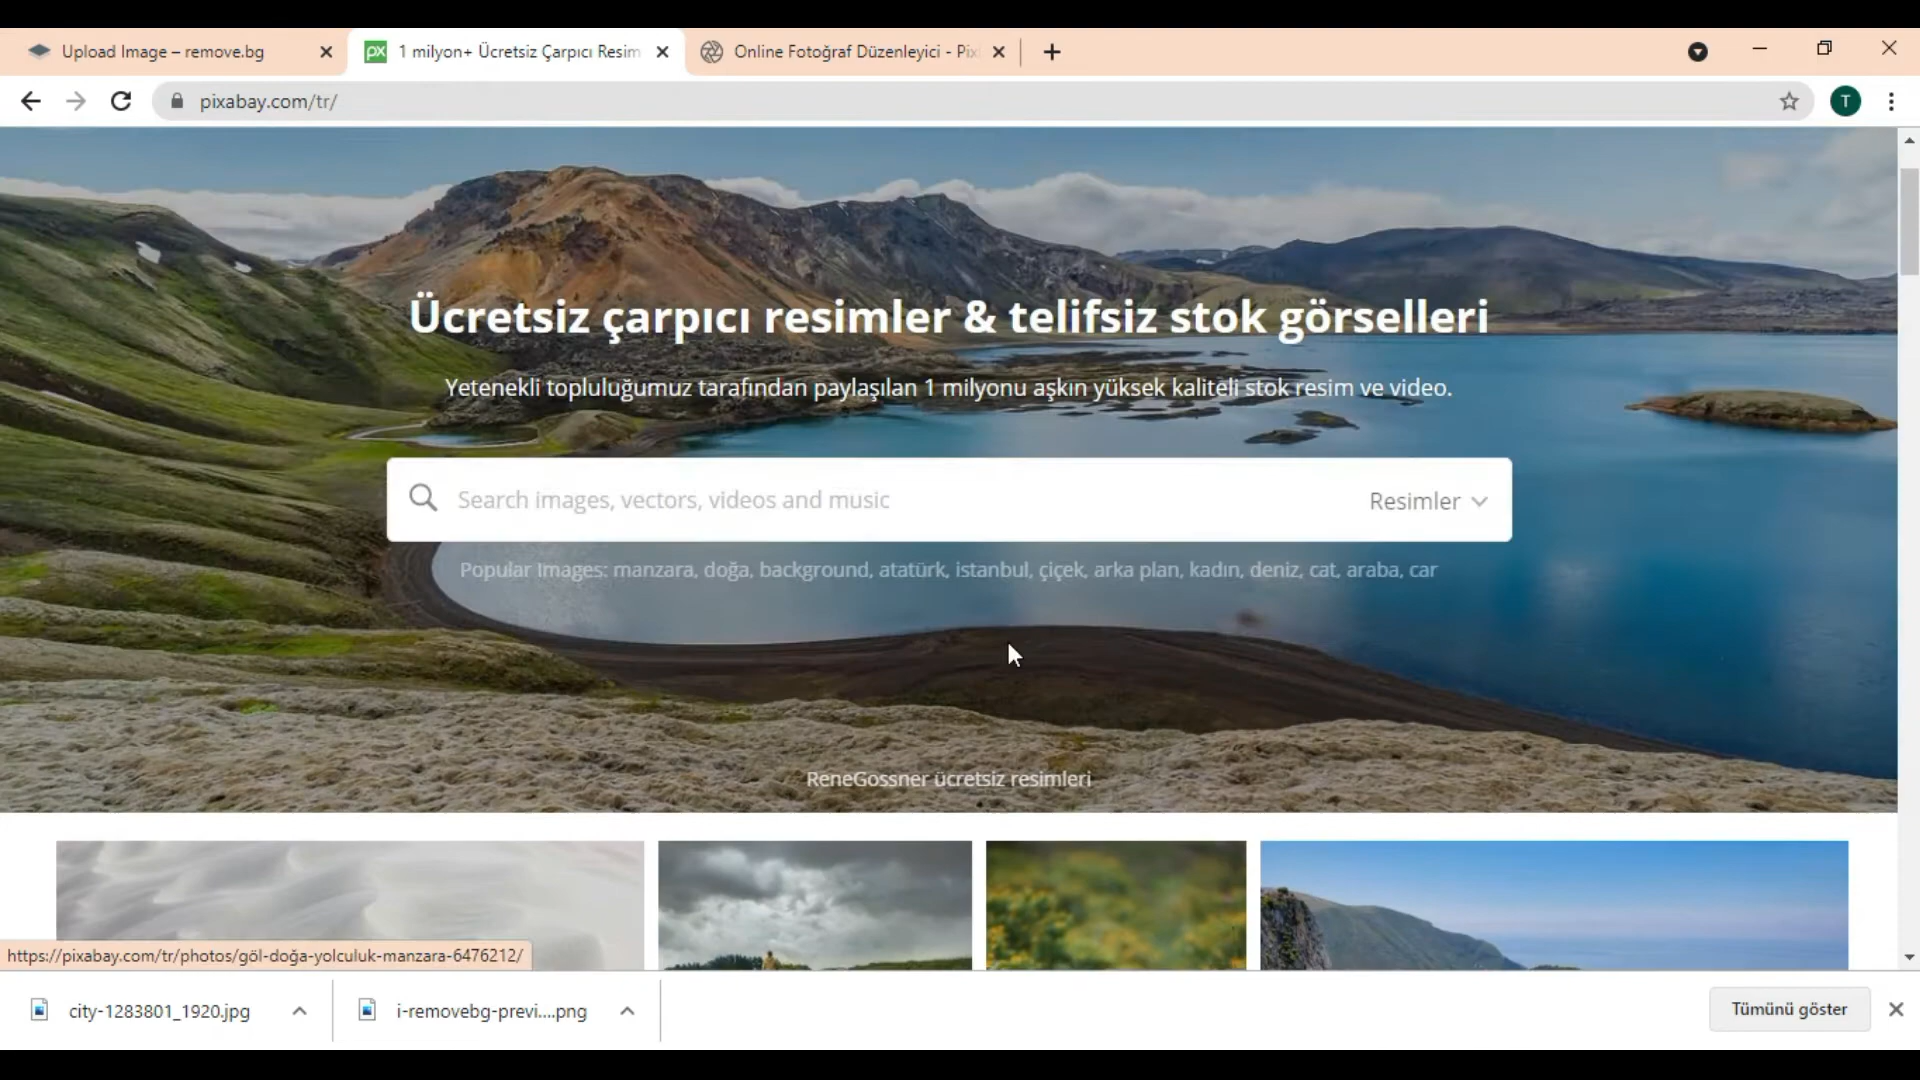 Upload Image – remove.bg
1 milyon+ Ücretsiz Çarpıcı Resim
Online Fotoğraf Düzenleyici - Pix
pixabay.com/tr/
T
Ücretsiz çarpıcı resimler & telifsiz stok görselleri
Yetenekli topluluğumuz tarafından paylaşılan 1 milyonu aşkın yüksek kaliteli stok resim ve video.
Search images, vectors, videos and music
Resimler
Popular Images: manzara, doğa, background, atatürk, istanbul, çiçek, arka plan, kadın, deniz, cat, araba, car
ReneGossner ücretsiz resimleri
https://pixabay.com/tr/photos/göl-doğa-yolculuk-manzara-6476212/
city-1283801_1920.jpg
i-removebg-previ....png
Tümünü göster